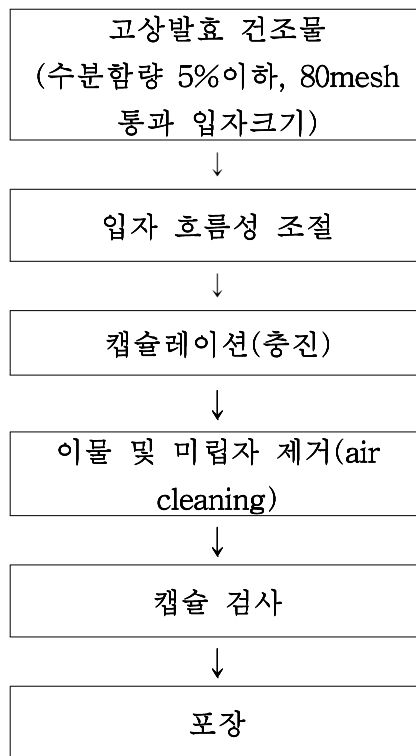 고상발효 건조물
(수분함량 5%이하, 80mesh
통과 입자크기)
↓
입자 흐름성 조절
↓
캡슐레이션(충진)
↓
이물 및 미립자 제거(air
cleaning)
↓
캡슐 검사
↓
포장